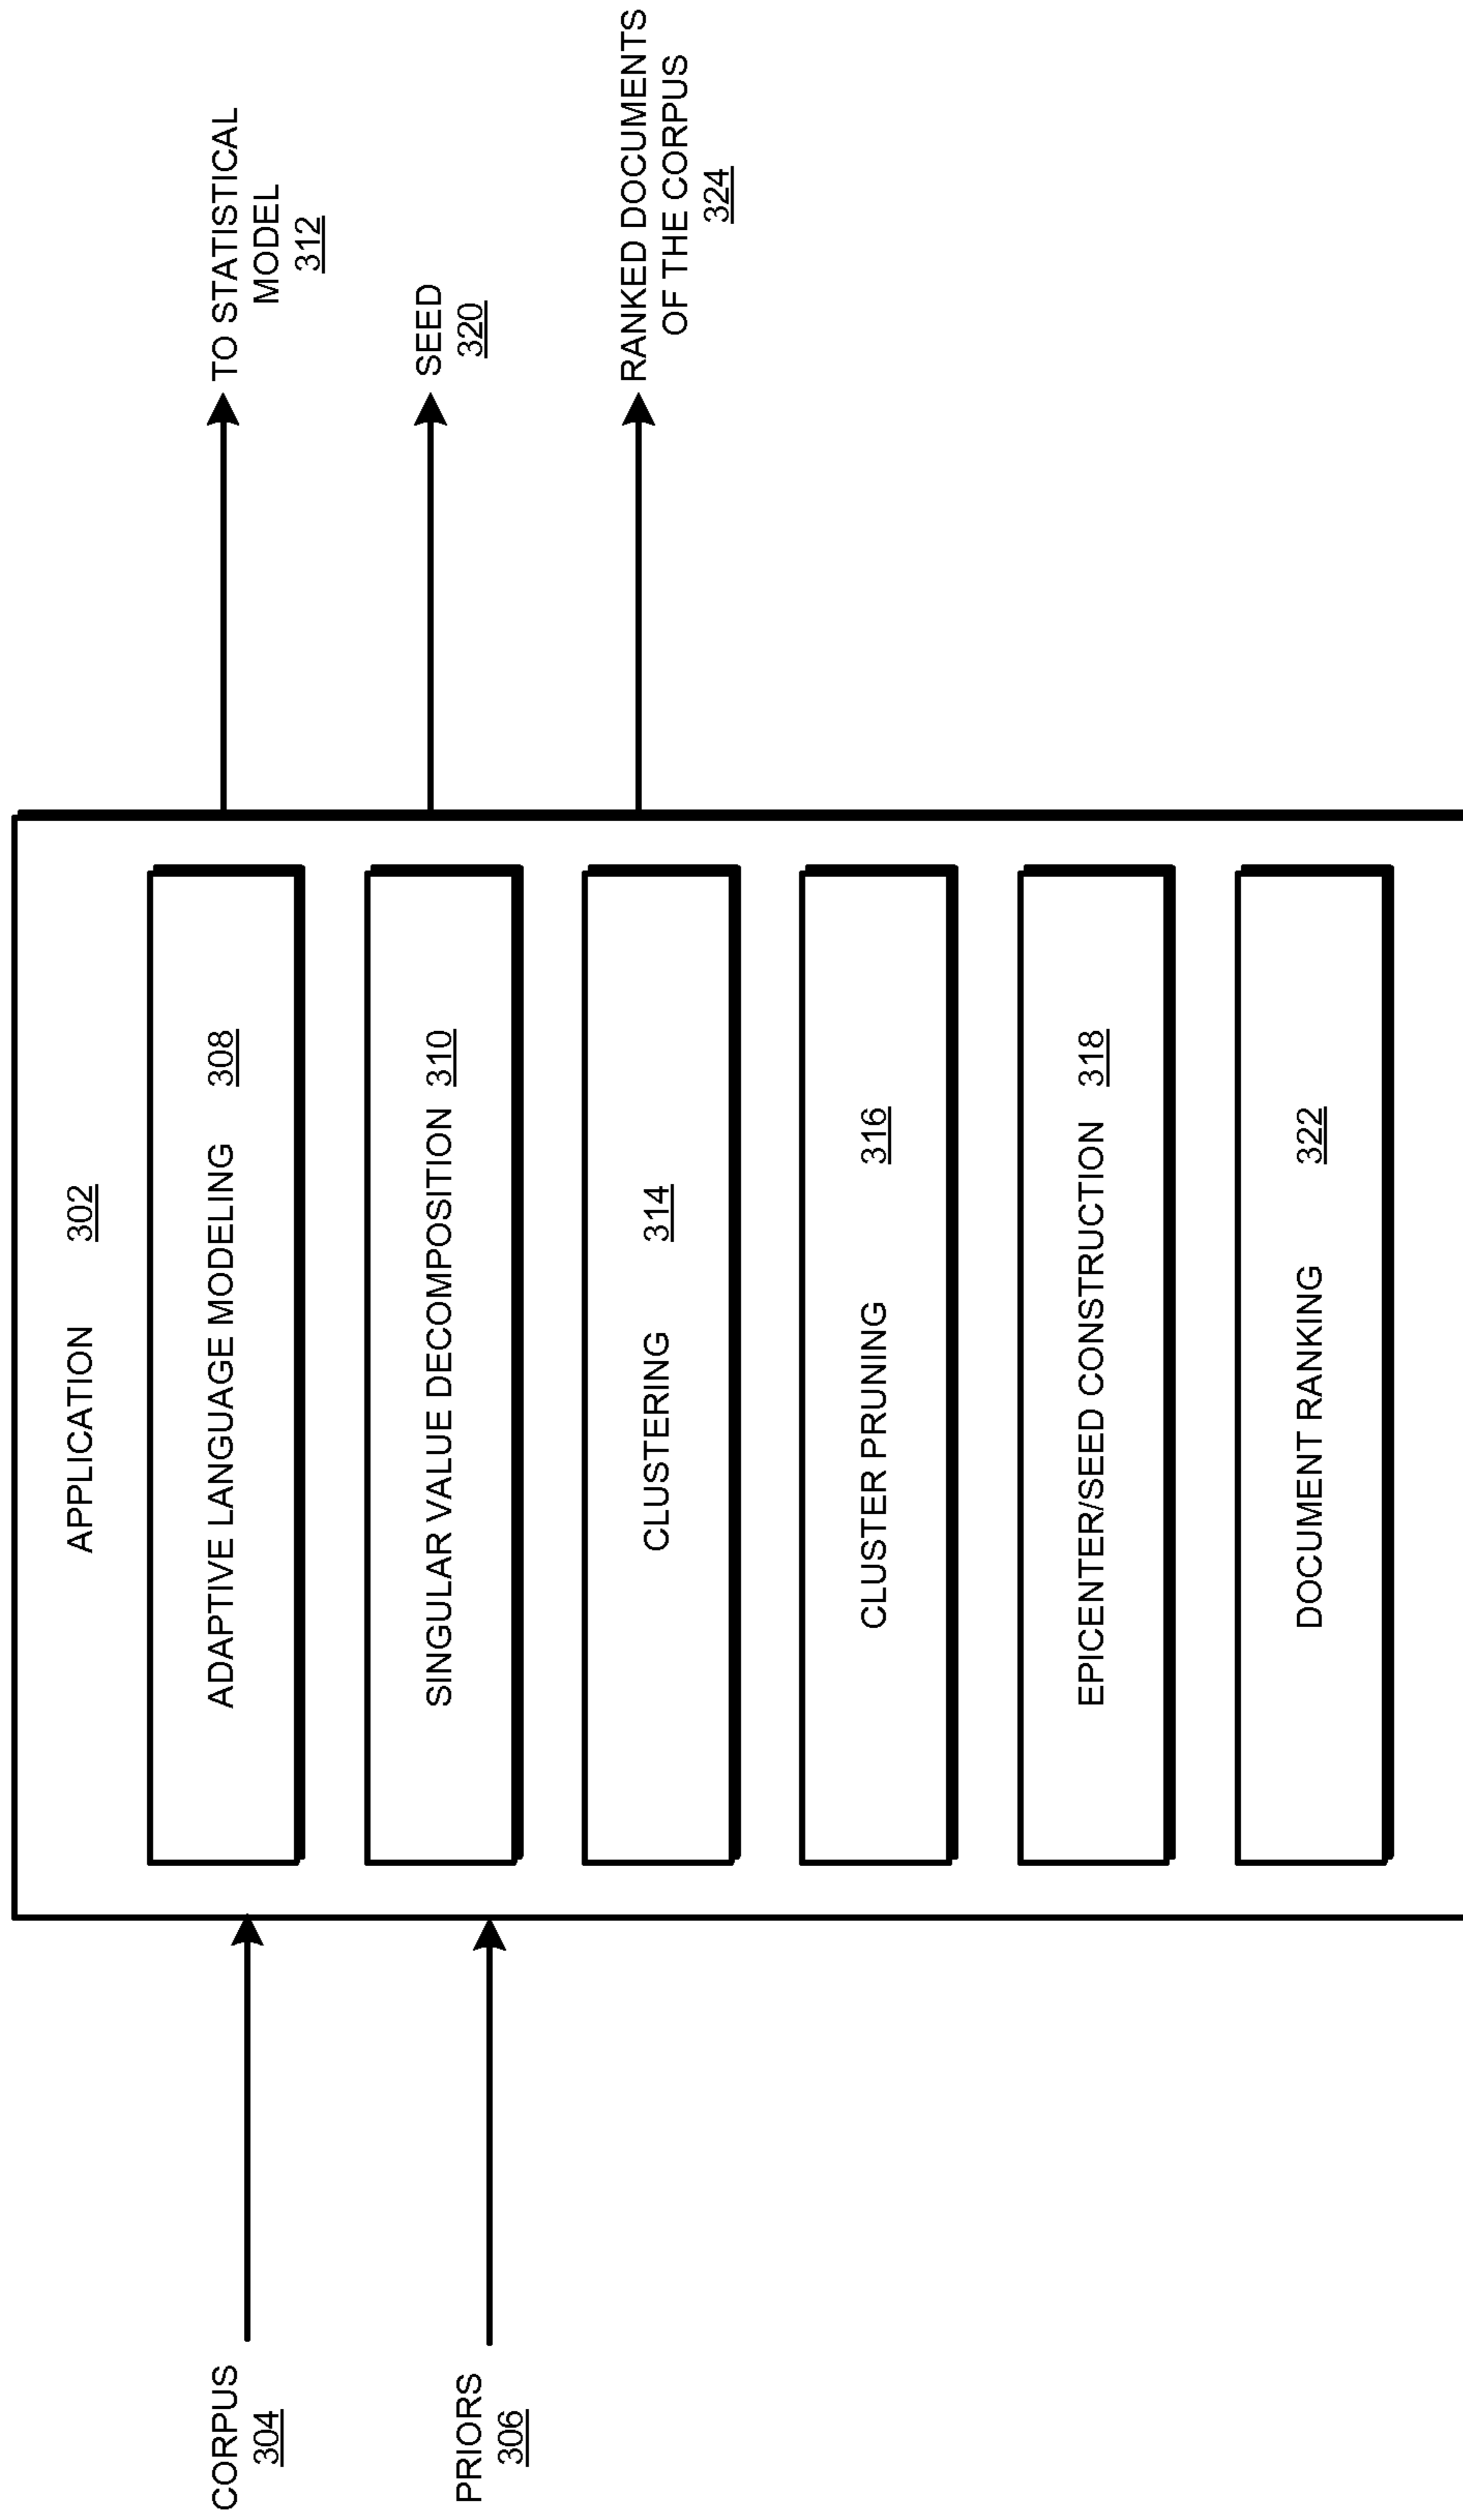 CORPUS
304
PRIORS
306
APPLICATION 302
ADAPTIVE LANGUAGE MODELING 308
SINGULAR VALUE DECOMPOSITION 310
CLUSTERING 314
CLUSTER PRUNING 316
EPICENTER/SEED CONSTRUCTION 318
DOCUMENT RANKING 322
TO STATISTICAL
MODEL
312
SEED
320
RANKED DOCUMENTS
OF THE CORPUS
324